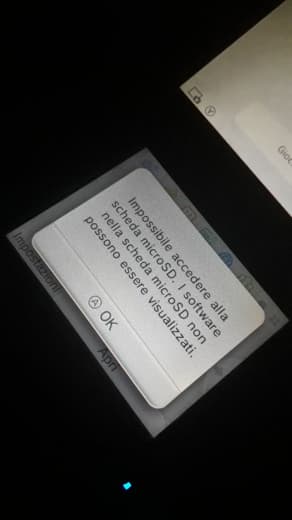 Impossibile accedere alla
scheda microSD. I software
nella scheda microSD non
possono essere visualizzati.
Ⓐ OK
Impostazioni
Apri
Ⓨ